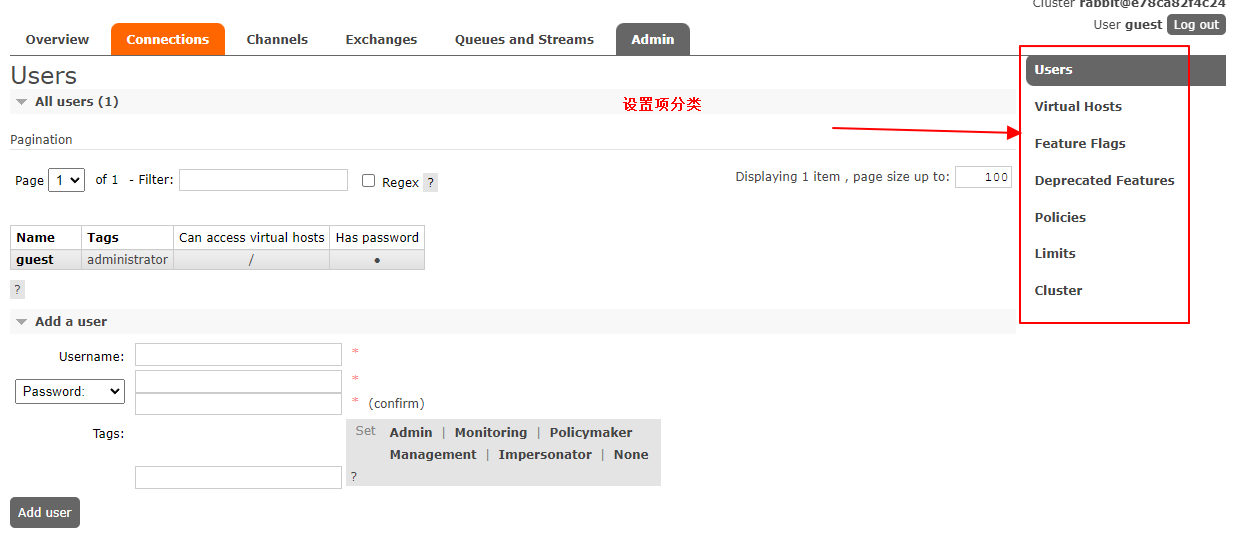 Cluster rabbit@e78ca82f4c24
User guest Log out
Overview Connections Channels Exchanges Queues and Streams Admin
Users
All users (1)
设置项分类
Pagination
Page 1 of 1 - Filter: Regex ?
Displaying 1 item , page size up to: 100
Name Tags Can access virtual hosts Has password
guest administrator / ●
?
Add a user
Username: *
Password: *
* (confirm)
Tags:
Set Admin | Monitoring | Policymaker
Management | Impersonator | None
?
Add user
Users
Virtual Hosts
Feature Flags
Deprecated Features
Policies
Limits
Cluster